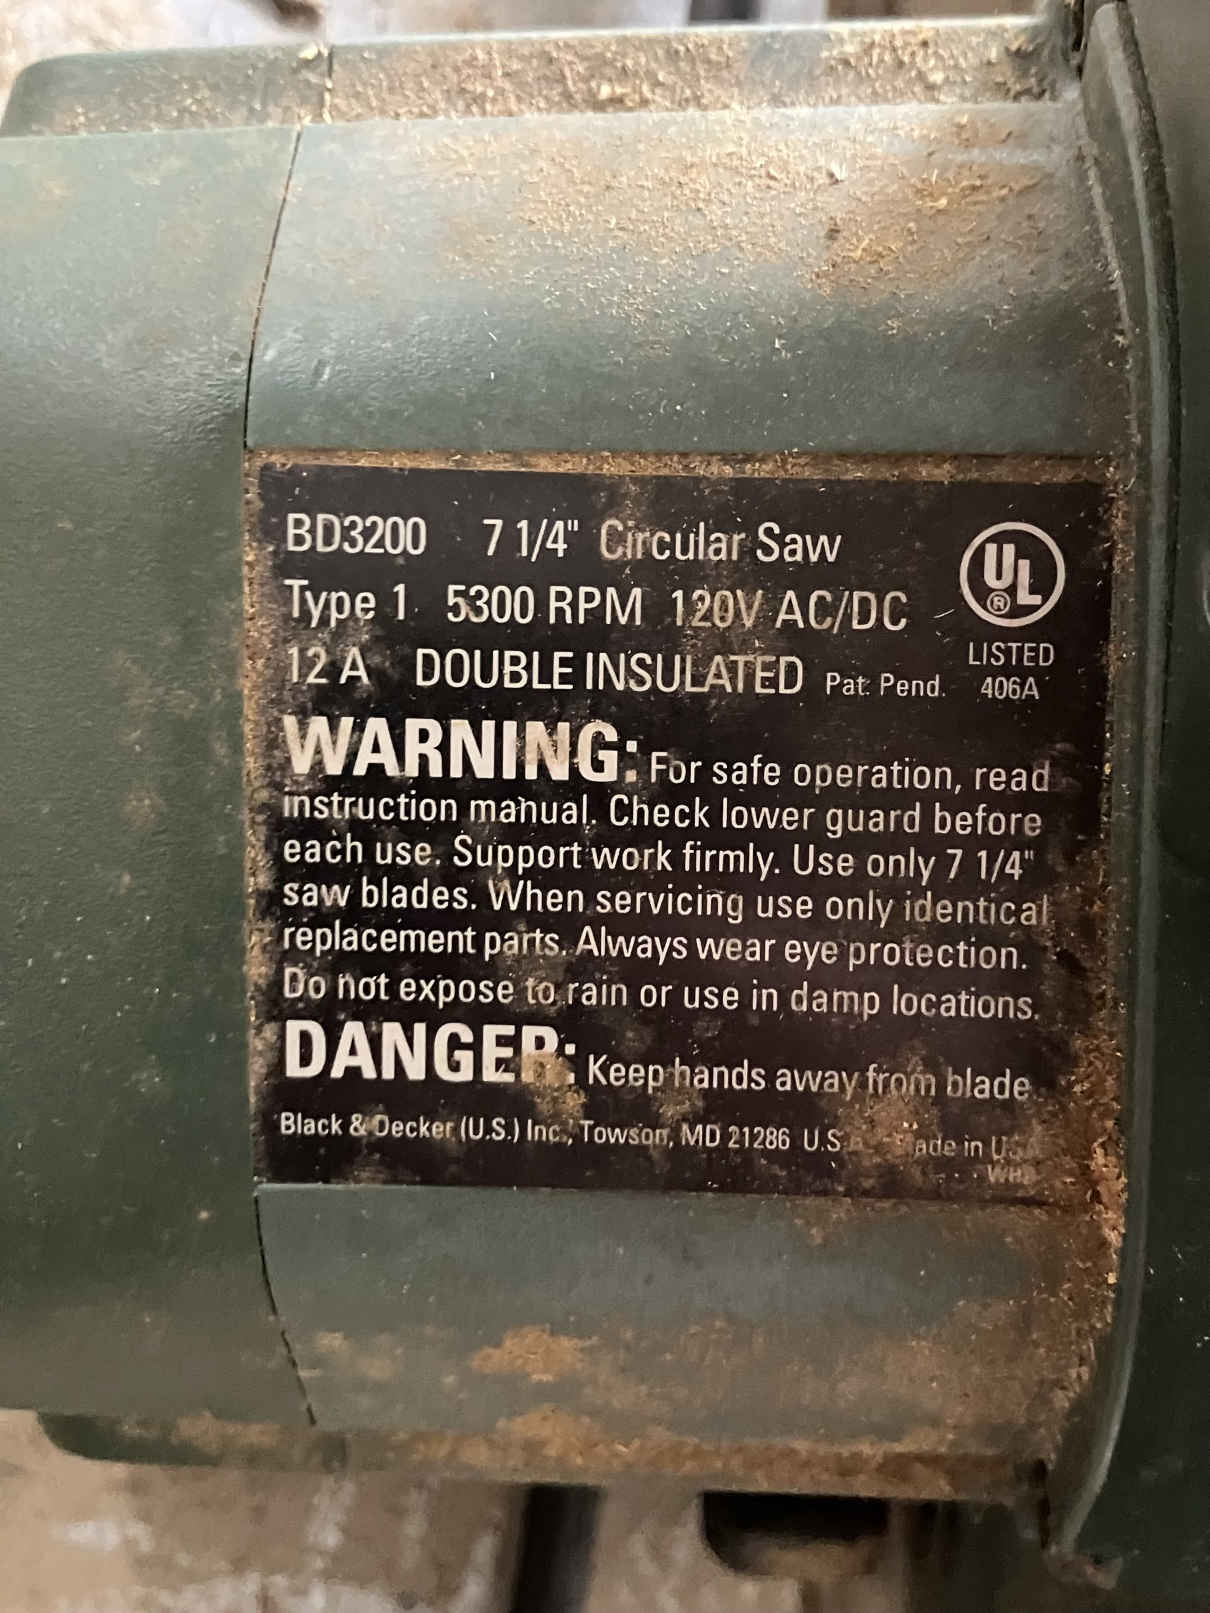 BD3200 7 1/4" Circular Saw
Type 1 5300 RPM 120V AC/DC
12 A DOUBLE INSULATED Pat. Pend.
UL
®
LISTED
406A
WARNING: For safe operation, read
instruction manual. Check lower guard before
each use. Support work firmly. Use only 7 1/4"
saw blades. When servicing use only identical
replacement parts. Always wear eye protection.
Do not expose to rain or use in damp locations.
DANGER: Keep hands away from blade
Black & Decker (U.S.) Inc., Towson, MD 21286 U.S. in USA